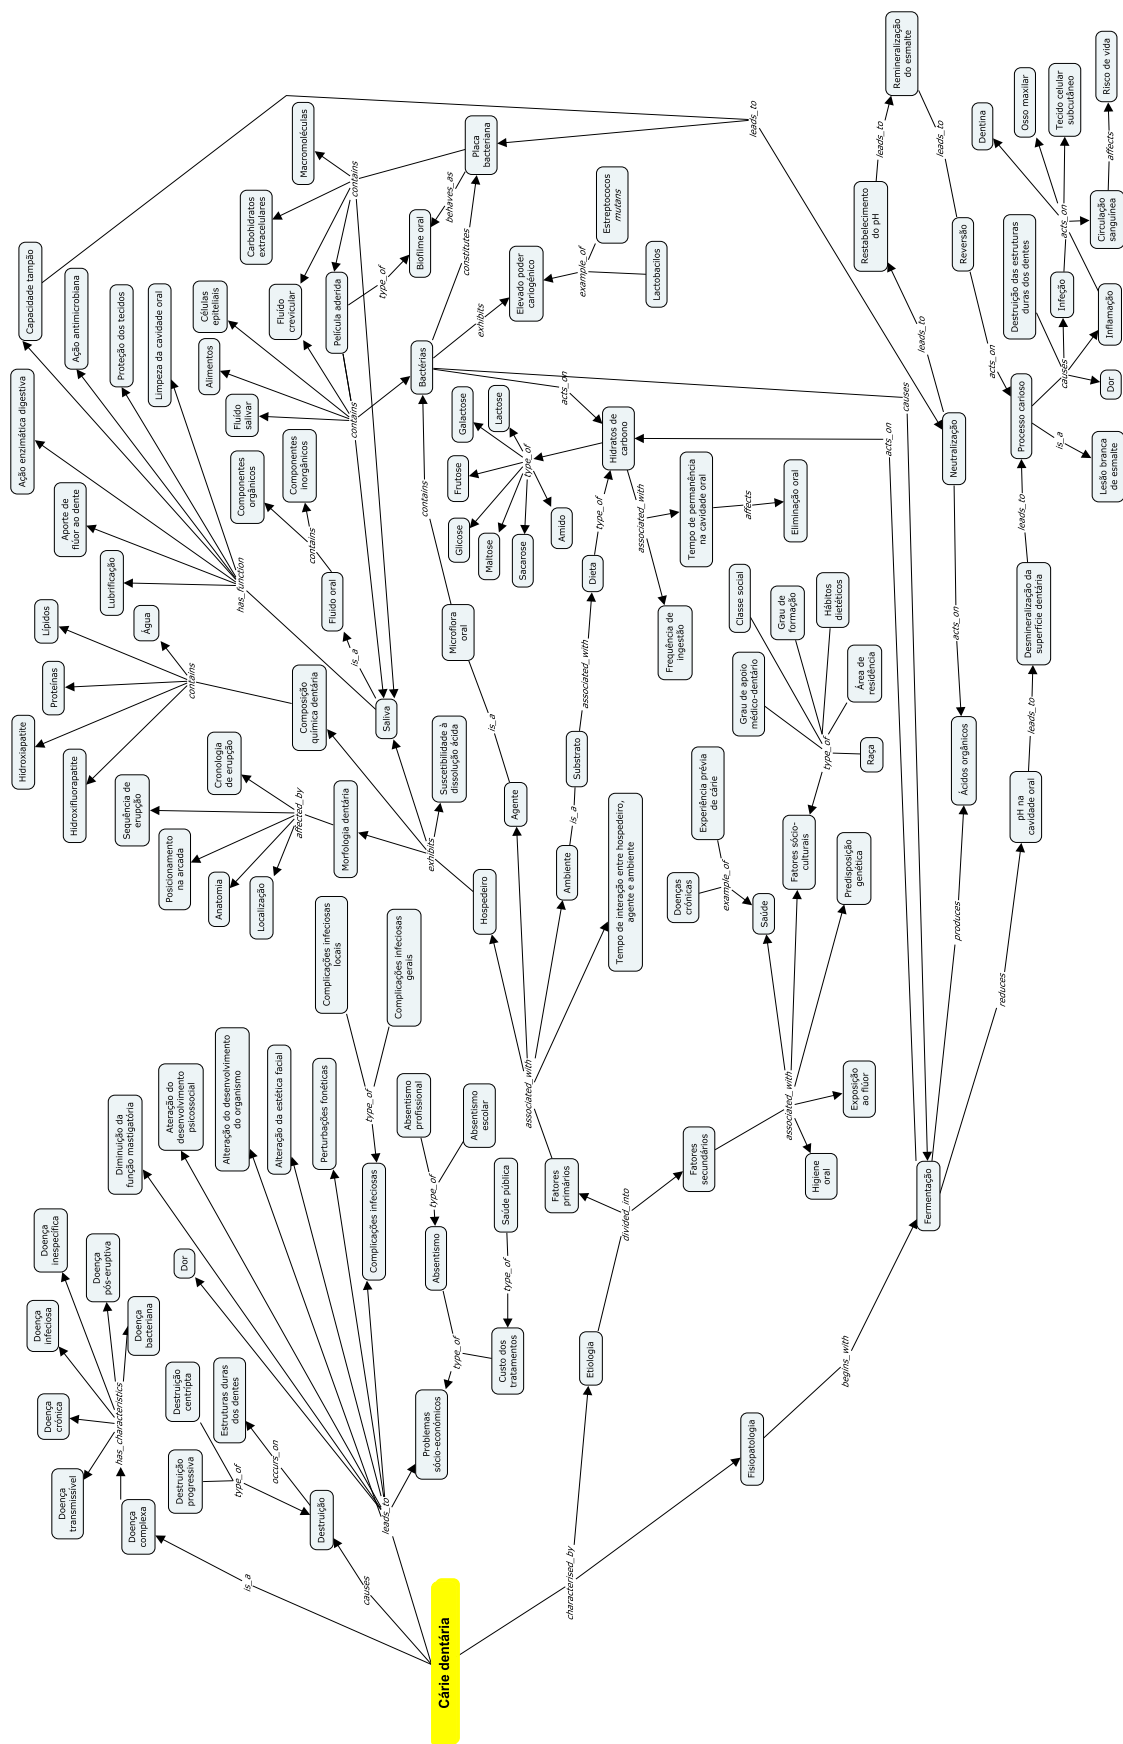 Cárie dentária
is_a
Doença
complexa
has_characteristics
Doença
transmissível
Doença
crónica
Doença
infeciosa
Doença
inespecífica
Doença
pós-eruptiva
Doença
bacteriana
causes
Destruição
type_of
Destruição
progressiva
Destruição
centrípta
occurs_on
Estruturas duras
dos dentes
leads_to
Dor
Diminuição da
função mastigatória
Ateração do
desenvolvimento
psicossocial
Alteração do desenvolvimento
do organismo
Alteração da estética facial
Perturbações fonéticas
Complicações infeciosas
type_of
Complicações infeciosas
locais
Complicações infeciosas
gerais
Problemas
sócio-económicos
type_of
Absentismo
type_of
Absentismo
profissional
Absentismo
escolar
Custo dos
tratamentos
type_of
Saúde pública
characterised_by
Etiologia
divided_into
Fatores
primários
associated_with
Hospedeiro
exhibits
Morfologia dentária
affected_by
Localização
Anatomia
Posicionamento
na arcada
Sequência de
erupção
Cronologia
de erupção
Composição
química dentária
contains
Hidroxifluorapatite
Hidroxiapatite
Proteínas
Lípidos
Água
Suscetibilidade à
dissolução ácida
Saliva
has_function
Lubrificação
Aporte de
flúor ao dente
Ação enzimática digestiva
Limpeza da cavidade oral
Proteção dos tecidos
Ação antimicrobiana
Capacidade tampão
is_a
Fluído oral
contains
Componentes
orgânicos
Componentes
inorgânicos
Agente
is_a
Microflora
oral
contains
Bactérias
contains
Fluído
salivar
Alimentos
Células
epiteliais
Fluído
crevicular
Película aderida
type_of
Biofilme oral
behaves_as
constitutes
Placa
bacteriana
contains
Carbohidratos
extracelulares
Macromoléculas
exhibits
Elevado poder
cariogénico
example_of
Estreptococos
mutans
Lactobacilos
acts_on
causes
leads_to
Ambiente
is_a
Substrato
associated_with
Dieta
type_of
Hidratos de
carbono
type_of
Glicose
Frutose
Galactose
Lactose
Maltose
Sacarose
Amido
associated_with
Frequência de
ingestão
Tempo de permanência
na cavidade oral
affects
Eliminação oral
Tempo de interação entre hospedeiro,
agente e ambiente
Fatores
secundários
associated_with
Higiene
oral
Exposição
ao flúor
Saúde
example_of
Doenças
crónicas
Experiência prévia
de cárie
Fatores sócio-
culturais
type_of
Grau de apoio
médico-dentário
Classe social
Grau de
formação
Hábitos
dietéticos
Área de
residência
Raça
Predisposição
genética
Fisiopatologia
begins_with
Fermentação
acts_on
produces
Ácidos orgânicos
acts_on
Neutralização
leads_to
Restabelecimento
do pH
leads_to
Remineralização
do esmalte
leads_to
Reversão
acts_on
reduces
pH na
cavidade oral
leads_to
Desmineralização da
superfície dentária
leads_to
Processo carioso
is_a
Lesão branca
de esmalte
causes
Destruição das estruturas
duras dos dentes
Dor
Infeção
Inflamação
acts_on
Dentina
Osso maxilar
Tecido celular
subcutâneo
Circulação
sanguínea
affects
Risco de vida